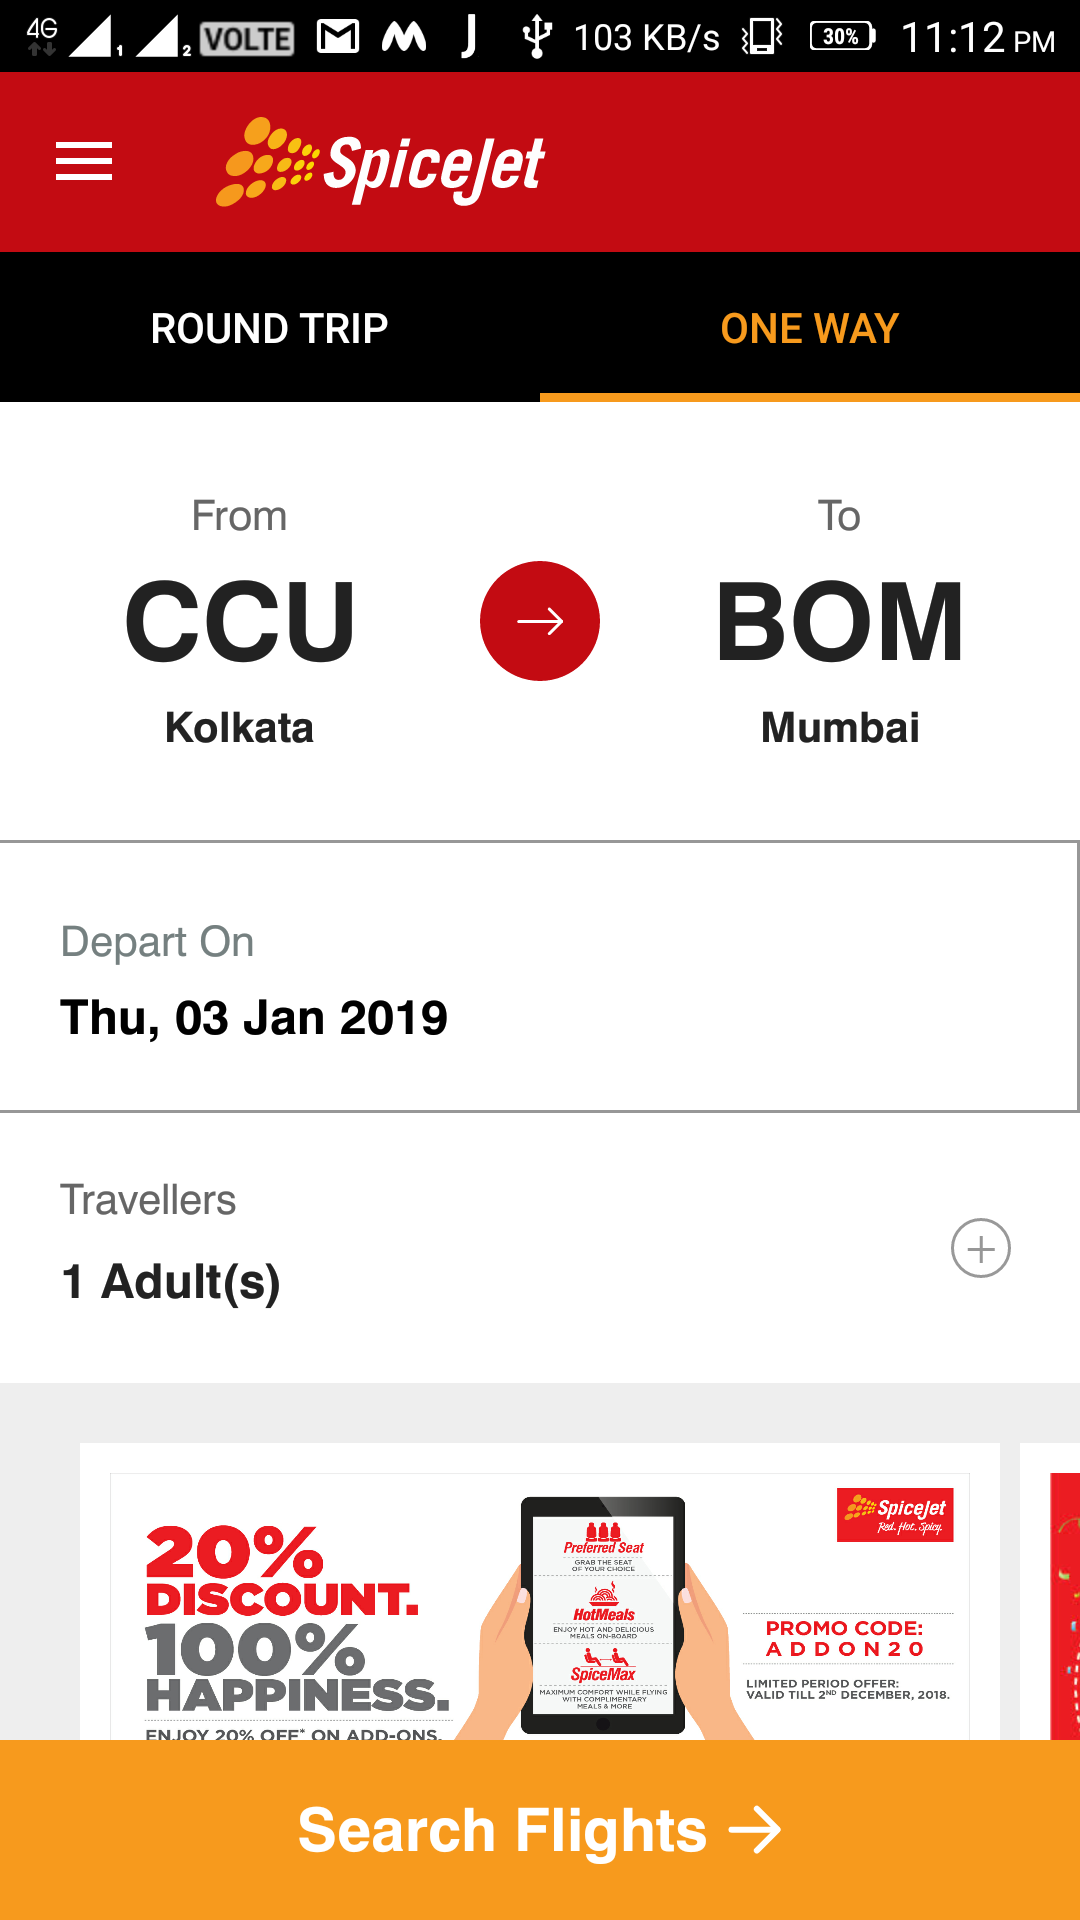 4G 1 2 VOLTE 103 KB/s 30% 11:12 PM
SpiceJet
ROUND TRIP ONE WAY
From To
CCU BOM
Kolkata Mumbai
Depart On
Thu, 03 Jan 2019
Travellers
1 Adult(s)
SpiceJet
Red. Hot. Spicy.
20%
DISCOUNT.
100%
HAPPINESS.
ENJOY 20% OFF* ON ADD-ONS.
Preferred Seat
GRAB THE SEAT
OF YOUR CHOICE
HotMeals
ENJOY HOT AND DELICIOUS
MEALS ON-BOARD
SpiceMax
MAXIMUM COMFORT WHILE FLYING
WITH COMPLIMENTARY
MEALS & MORE
PROMO CODE:
ADDON20
LIMITED PERIOD OFFER:
VALID TILL 2ND DECEMBER, 2018.
Search Flights